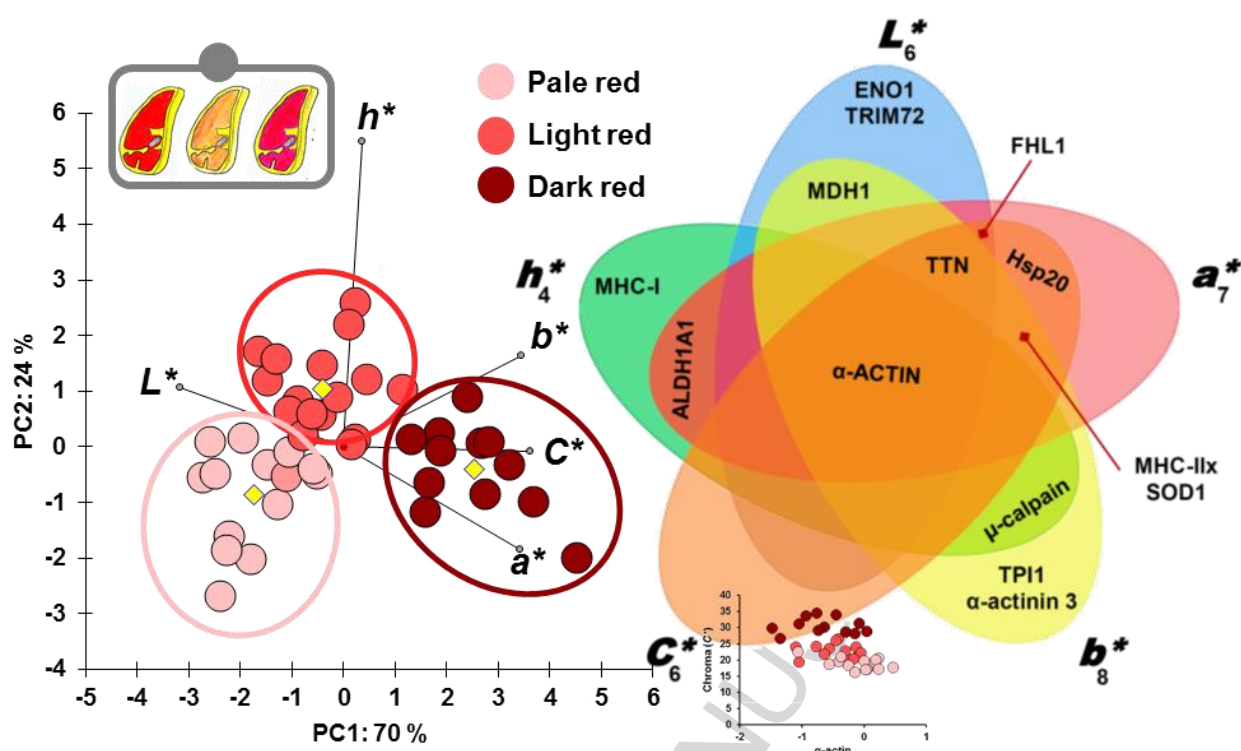 Pale red
Light red
Dark red
h*
b*
L*
C*
a*
6
5
4
3
2
1
0
-1
-2
-3
-4
PC2: 24 %
-5 -4 -3 -2 -1 0 1 2 3 4 5 6
PC1: 70 %
L*6
ENO1
TRIM72
FHL1
MDH1
h*4
MHC-I
TTN
Hsp20
a*7
ALDH1A1
α-ACTIN
MHC-IIx
SOD1
μ-calpain
TPI1
α-actinin 3
C*6
b*8
40
35
30
25
20
15
10
5
0
Chroma (C*)
-2 -1 0 1
α-actin
NU